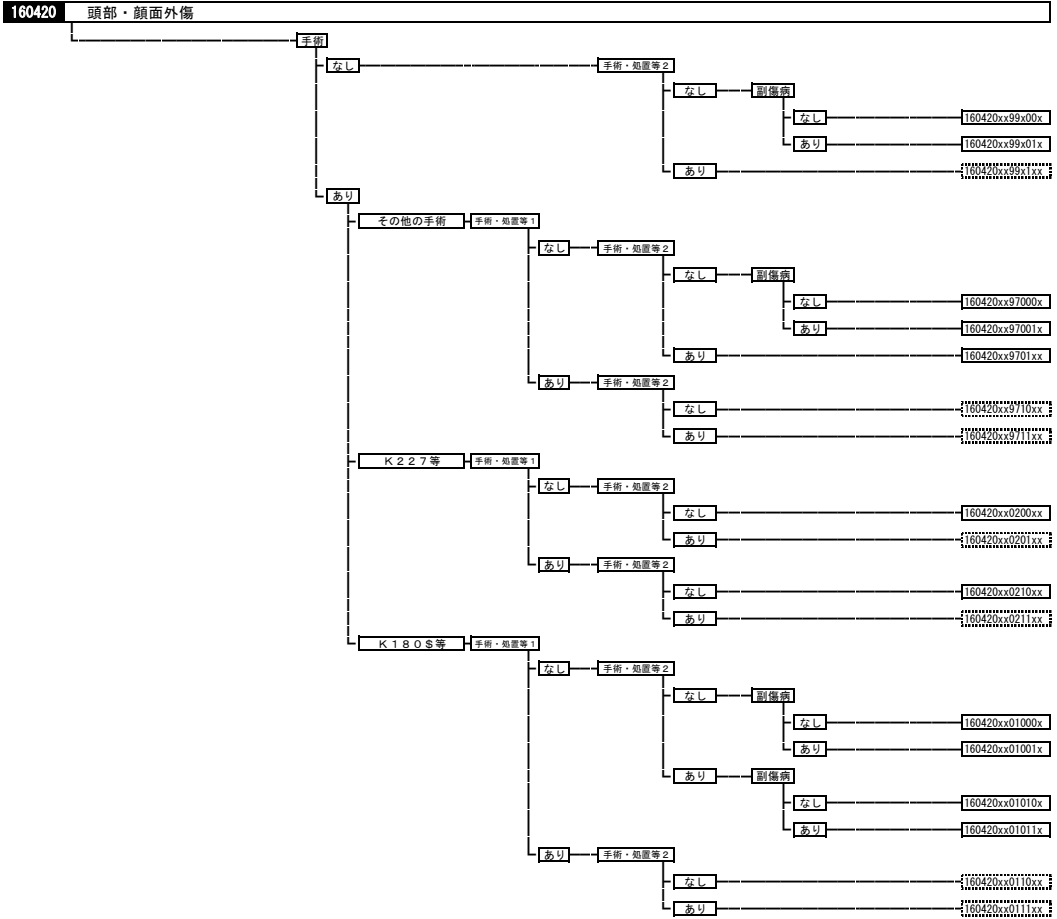 160420 頭部・顔面外傷
手術
なし 手術・処置等2
なし 副傷病
なし 160420xx99x00x
あり 160420xx99x01x
あり 160420xx99x1xx
あり
その他の手術 手術・処置等1
なし 手術・処置等2
なし 副傷病
なし 160420xx97000x
あり 160420xx97001x
あり 160420xx9701xx
あり 手術・処置等2
なし 160420xx9710xx
あり 160420xx9711xx
K227等 手術・処置等1
なし 手術・処置等2
なし 160420xx0200xx
あり 160420xx0201xx
あり 手術・処置等2
なし 160420xx0210xx
あり 160420xx0211xx
K180$等 手術・処置等1
なし 手術・処置等2
なし 副傷病
なし 160420xx01000x
あり 160420xx01001x
あり 副傷病
なし 160420xx01010x
あり 160420xx01011x
あり 手術・処置等2
なし 160420xx0110xx
あり 160420xx0111xx